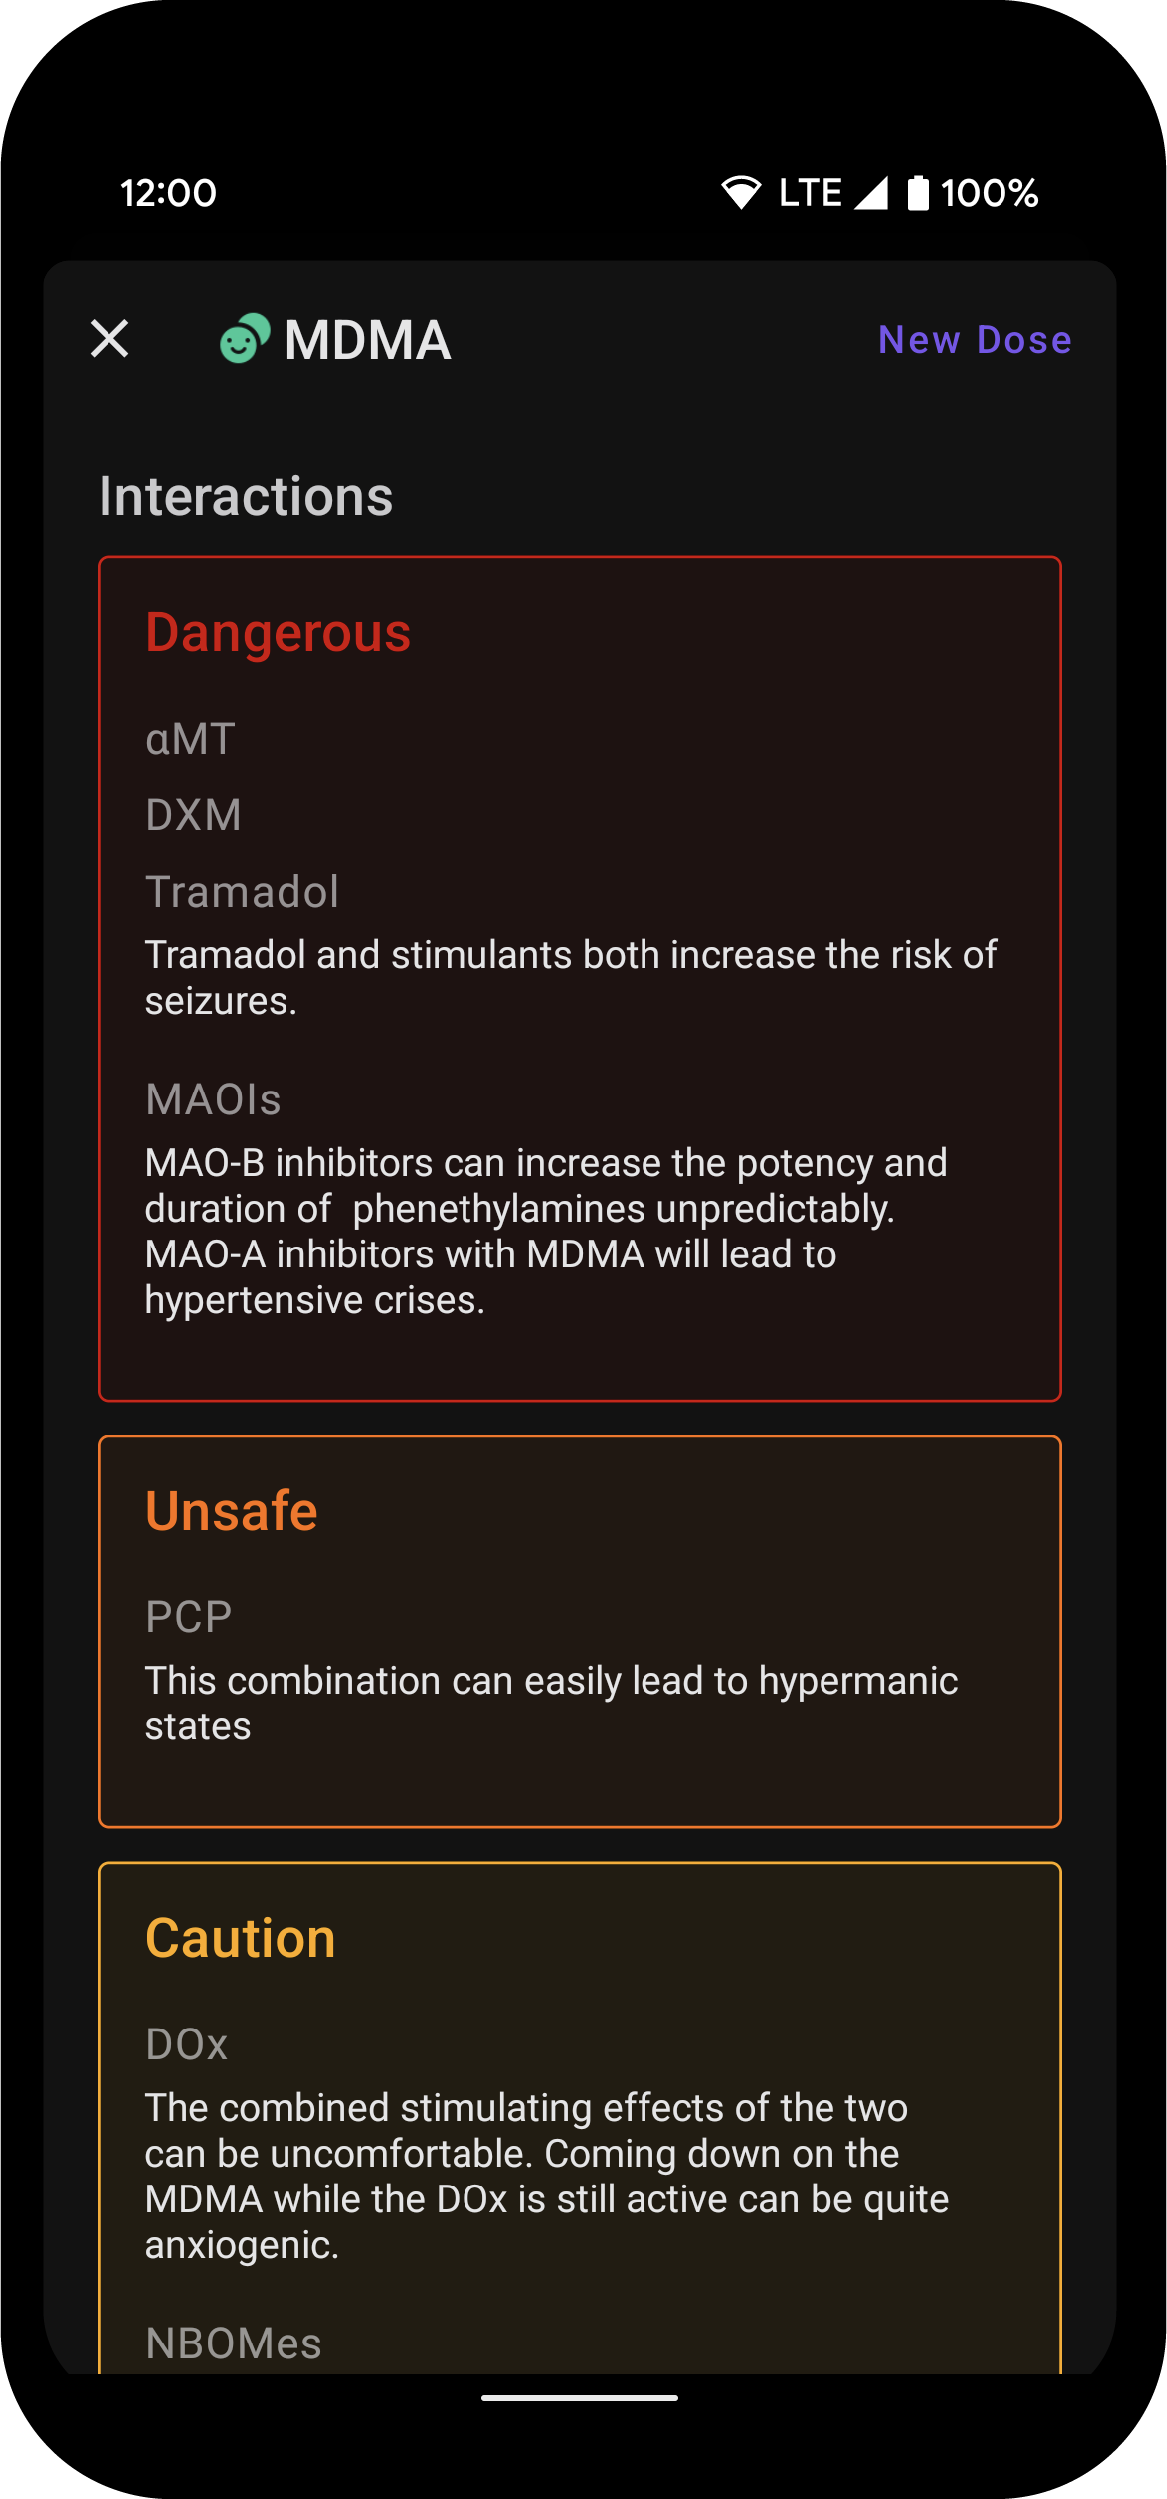 12:00 LTE 100%
MDMA New Dose
Interactions
Dangerous
αMT
DXM
Tramadol
Tramadol and stimulants both increase the risk of
seizures.
MAOIs
MAO-B inhibitors can increase the potency and
duration of  phenethylamines unpredictably.
MAO-A inhibitors with MDMA will lead to
hypertensive crises.
Unsafe
PCP
This combination can easily lead to hypermanic
states
Caution
DOx
The combined stimulating effects of the two
can be uncomfortable. Coming down on the
MDMA while the DOx is still active can be quite
anxiogenic.
NBOMes